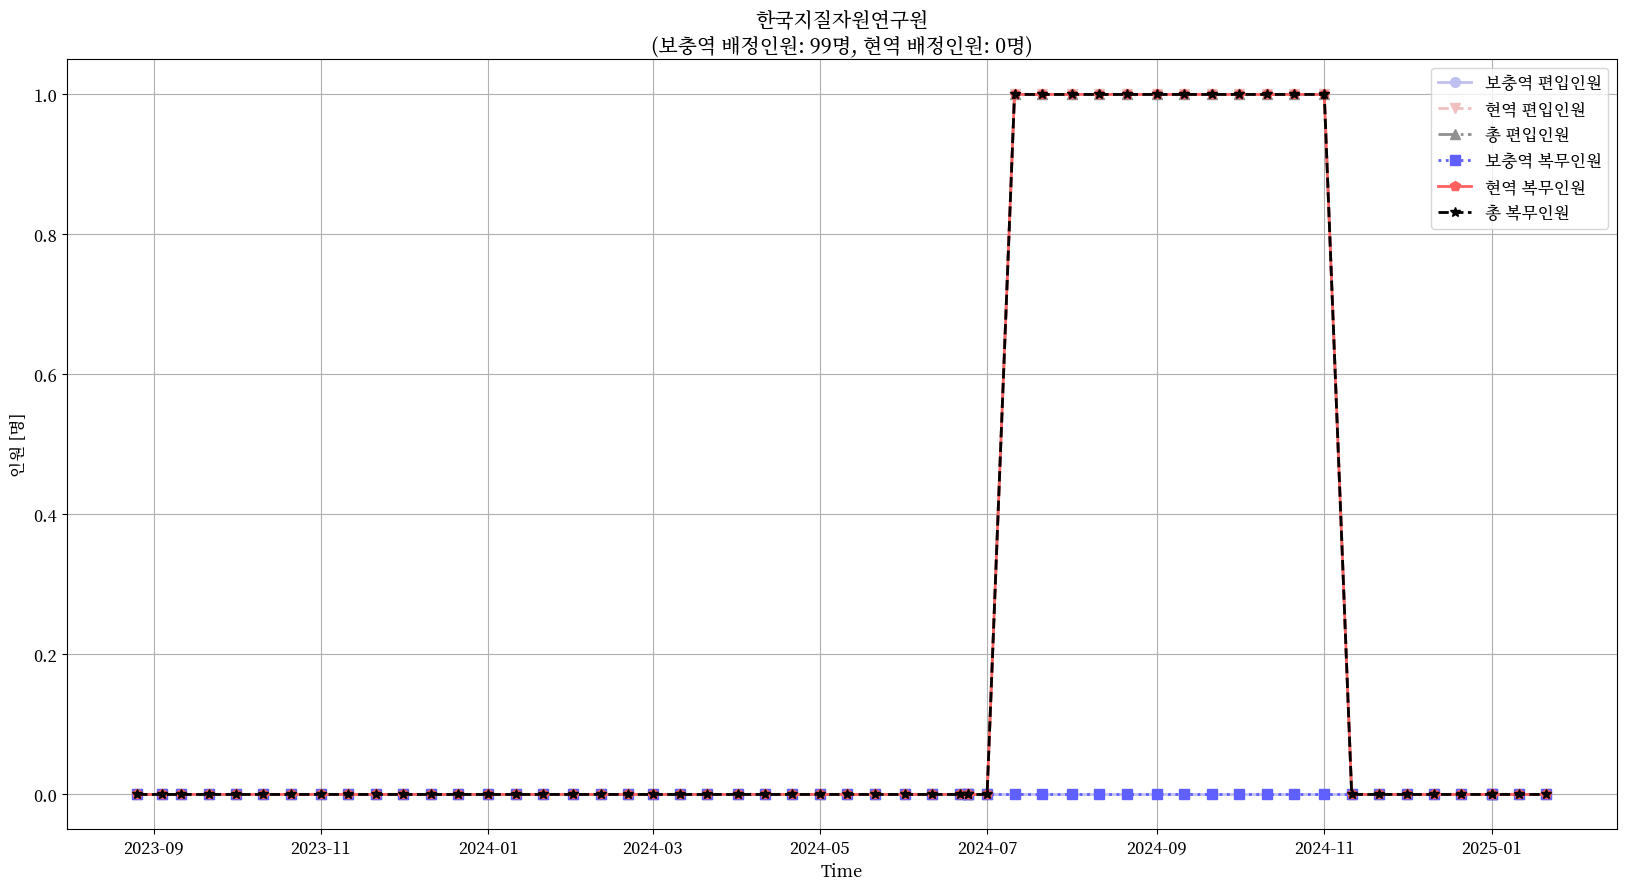 한국지질자원연구원
(보충역 배정인원: 99명, 현역 배정인원: 0명)
보충역 편입인원
현역 편입인원
총 편입인원
보충역 복무인원
현역 복무인원
총 복무인원
인원 [명]
1.0
0.8
0.6
0.4
0.2
0.0
2023-09
2023-11
2024-01
2024-03
2024-05
2024-07
2024-09
2024-11
2025-01
Time